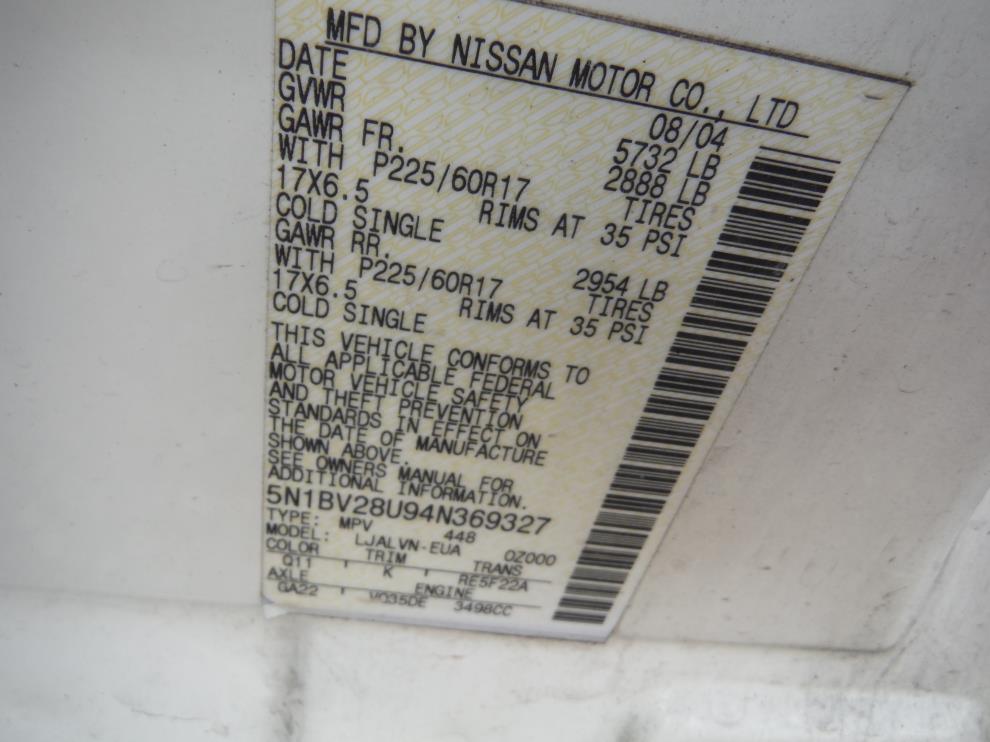 MFD BY NISSAN MOTOR CO., LTD
DATE 08/04
GVWR 5732 LB
GAWR FR. 2888 LB
WITH P225/60R17 TIRES
17X6.5 RIMS AT 35 PSI
COLD SINGLE
GAWR RR. 2954 LB
WITH P225/60R17 TIRES
17X6.5 RIMS AT 35 PSI
COLD SINGLE
THIS VEHICLE CONFORMS TO
ALL APPLICABLE FEDERAL
MOTOR VEHICLE SAFETY
AND THEFT PREVENTION
STANDARDS IN EFFECT ON
THE DATE OF MANUFACTURE
SHOWN ABOVE.
SEE OWNERS MANUAL FOR
ADDITIONAL INFORMATION.
5N1BV28U94N369327
TYPE: MPV 448
MODEL: LJALVN-EUA 0Z000
COLOR TRIM TRANS
Q11 K RE5F22A
AXLE ENGINE
GA22 VQ35DE 3498CC